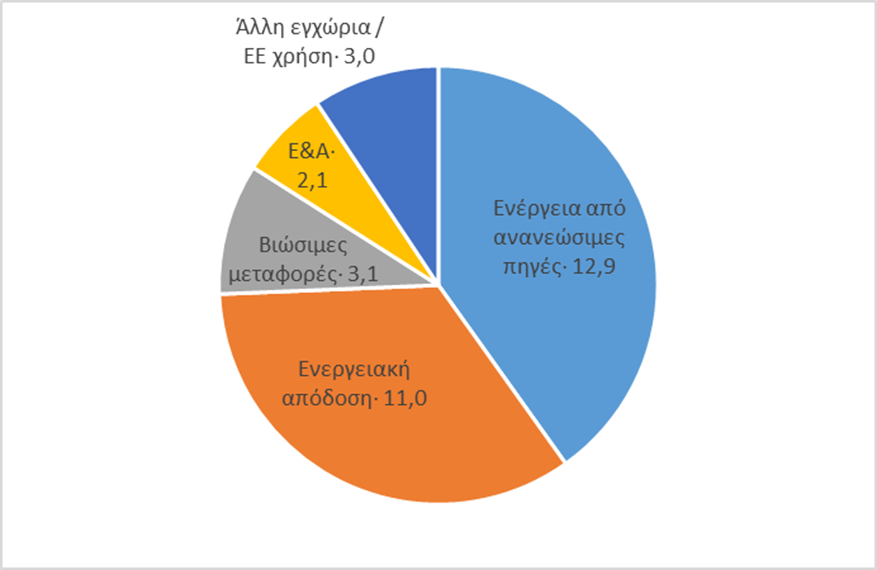 Άλλη εγχώρια /
ΕΕ χρήση· 3,0
Ε&Α·
2,1
Ενέργεια από
ανανεώσιμες
πηγές· 12,9
Βιώσιμες
μεταφορές· 3,1
Ενεργειακή
απόδοση· 11,0